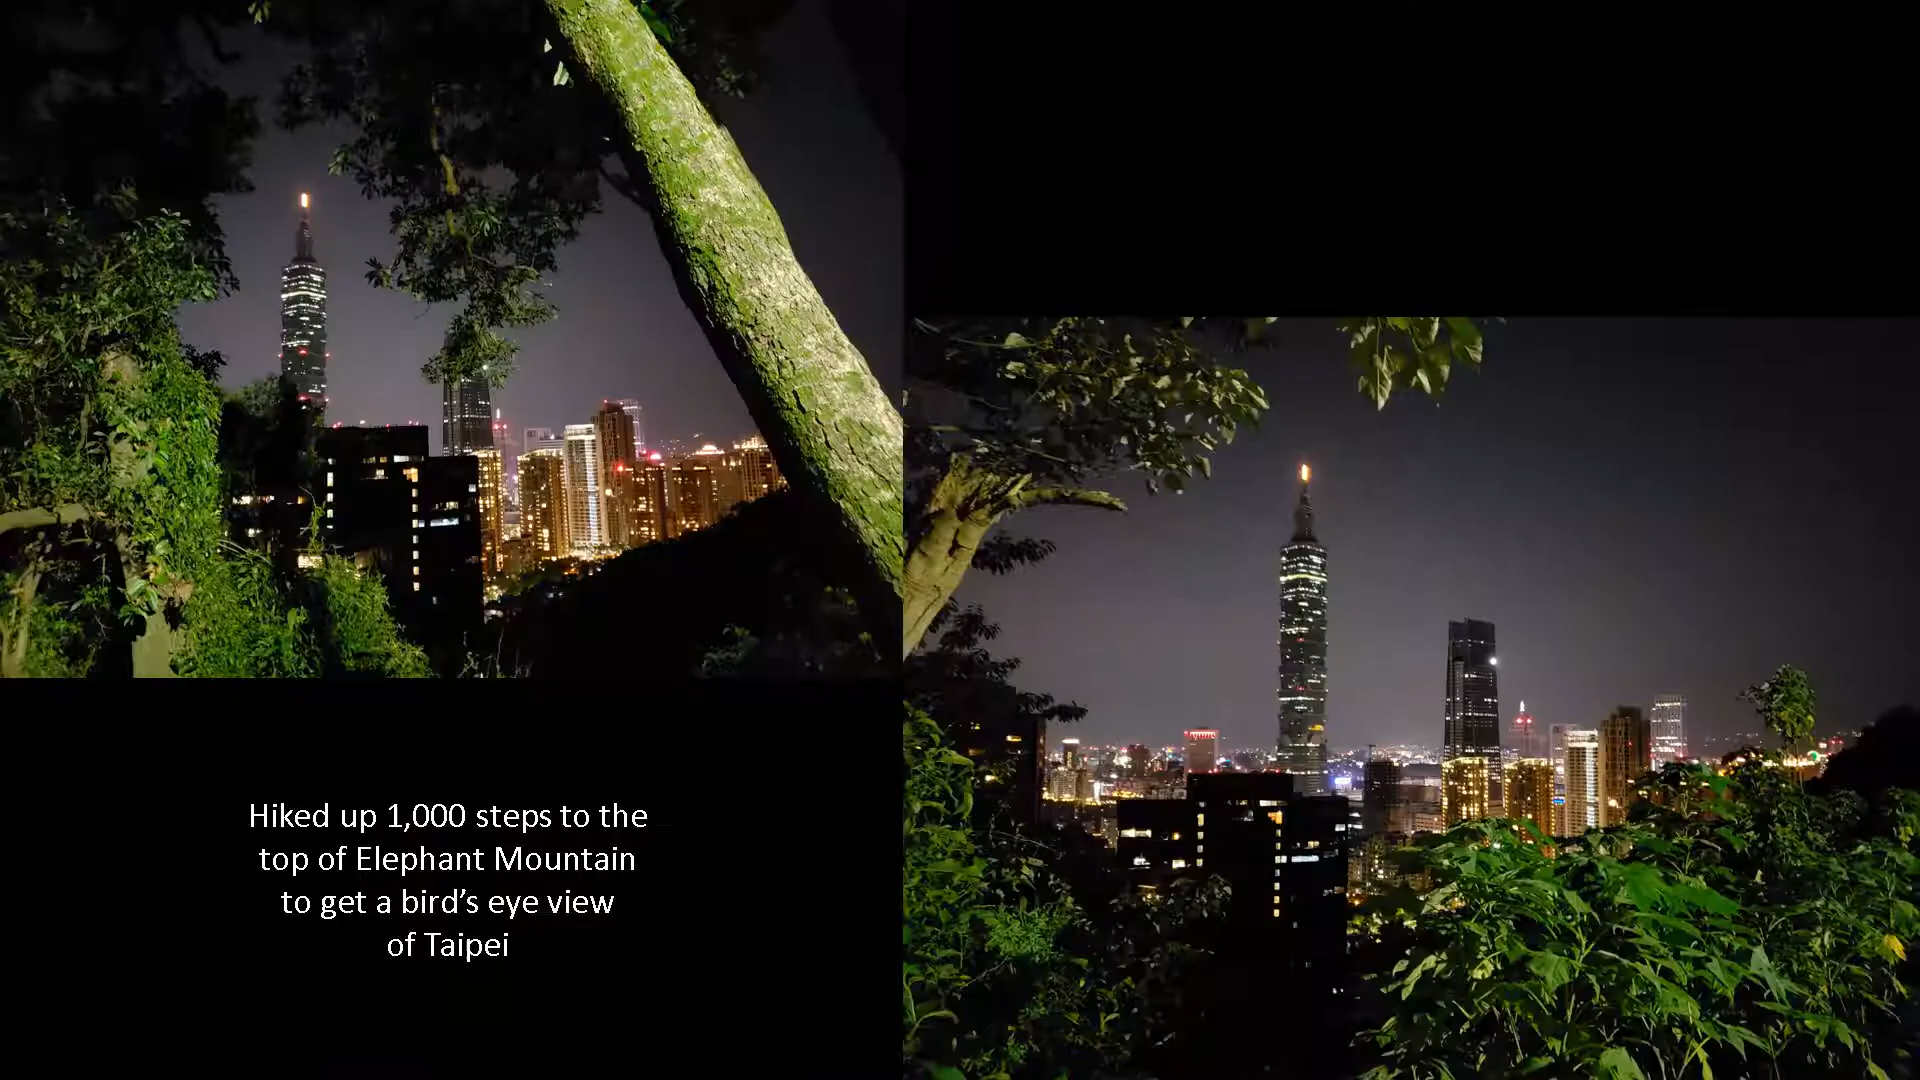 Hiked up 1,000 steps to the
top of Elephant Mountain
to get a bird’s eye view
of Taipei